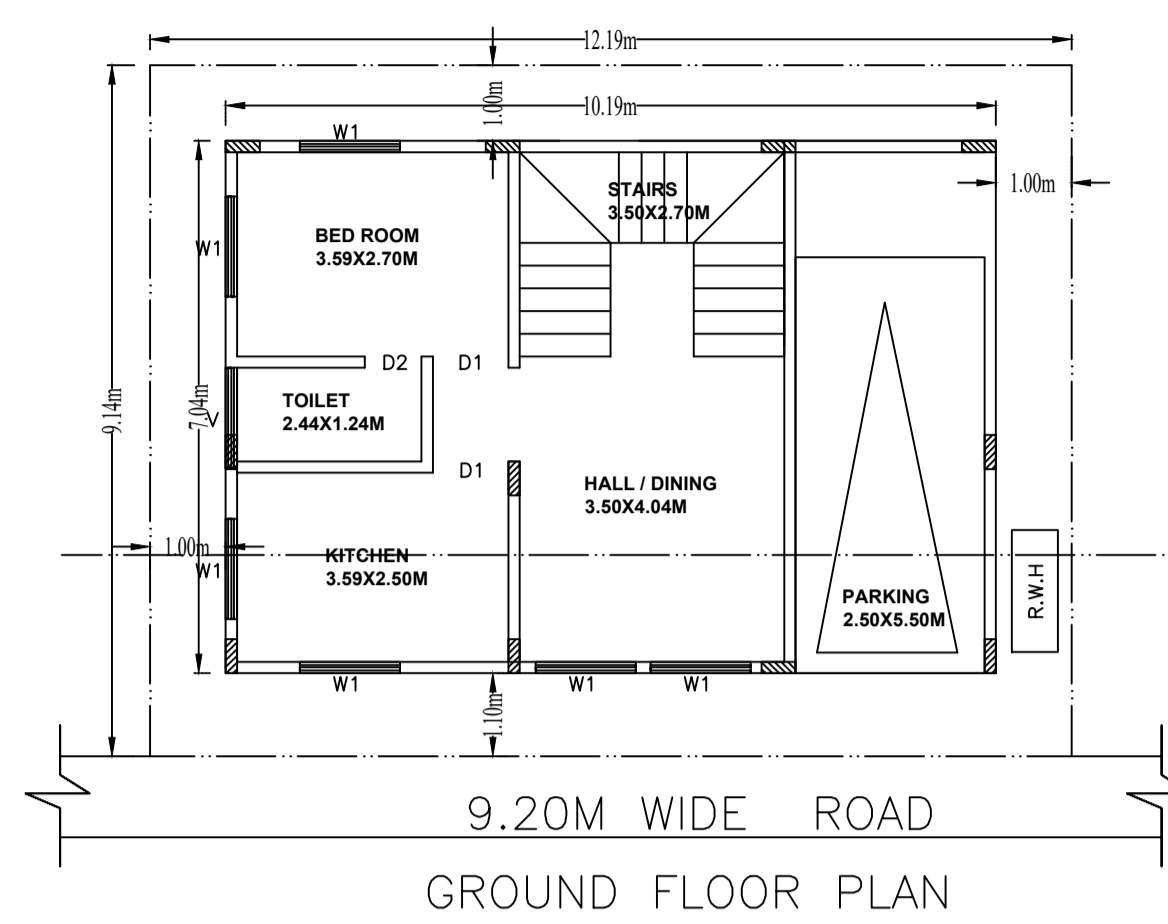 12.19m
10.19m
1.00m
W1
1.00m
STAIRS
3.50X2.70M
BED ROOM
3.59X2.70M
W1
D2
D1
9.14m
7.04m
V
TOILET
2.44X1.24M
D1
HALL / DINING
3.50X4.04M
1.00m
KITCHEN
3.59X2.50M
W1
PARKING
2.50X5.50M
R.W.H
W1
W1
W1
1.10m
9.20M WIDE ROAD
GROUND FLOOR PLAN